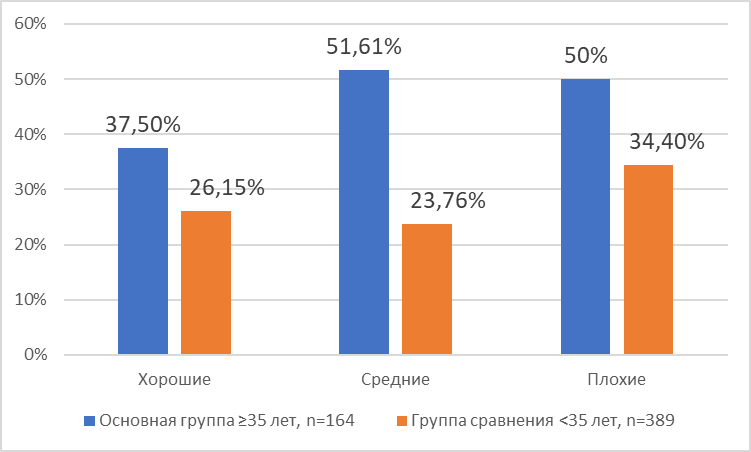 60%
50%
40%
30%
20%
10%
0%
37,50%
26,15%
51,61%
23,76%
50%
34,40%
Хорошие
Средние
Плохие
Основная группа ≥35 лет, n=164
Группа сравнения <35 лет, n=389